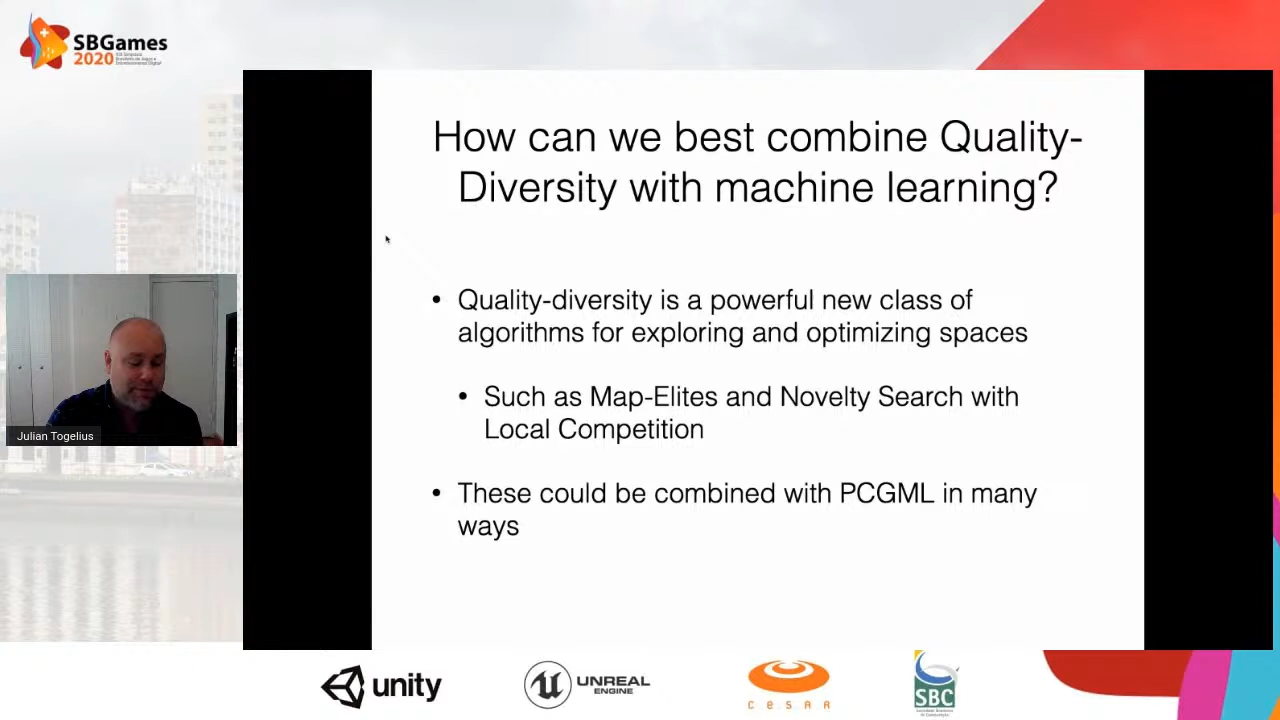 SBGames
2020
How can we best combine Quality-
Diversity with machine learning?
• Quality-diversity is a powerful new class of
algorithms for exploring and optimizing spaces
• Such as Map-Elites and Novelty Search with
Local Competition
• These could be combined with PCGML in many
ways
Julian Togelius
unity
UNREAL
ENGINE
c.e.s.a.r
SBC